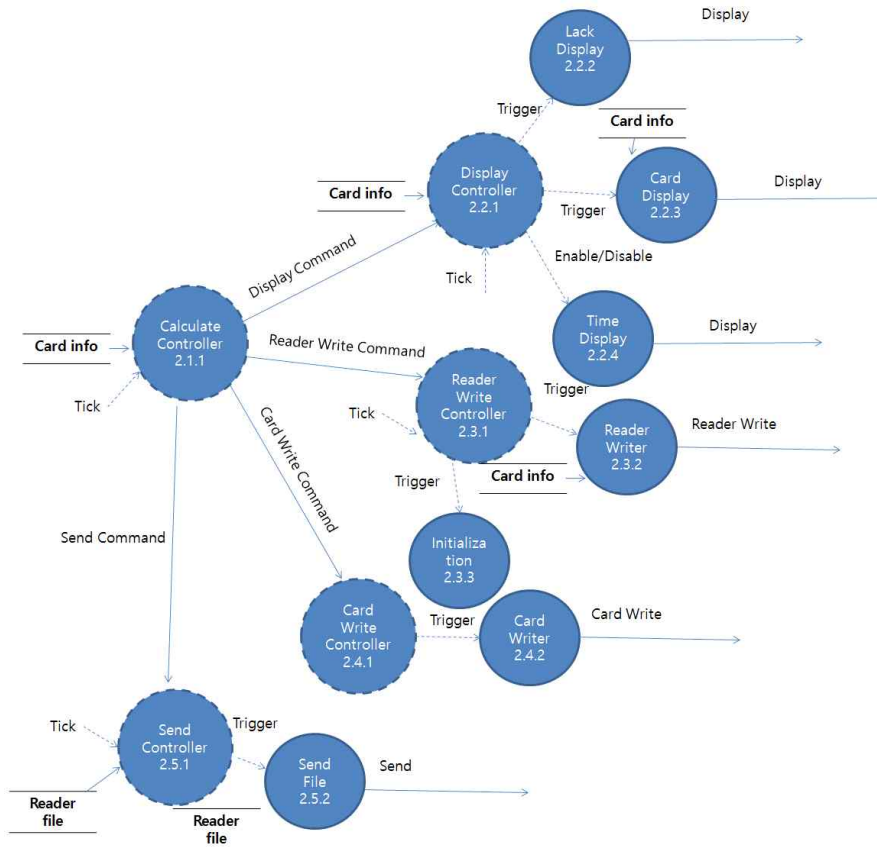 Display
Lack
Display
2.2.2
Trigger
Card info
Display
Controller
2.2.1
Card
Display
2.2.3
Display
Card info
Trigger
Enable/Disable
Tick
Display Command
Calculate
Controller
2.1.1
Time
Display
2.2.4
Display
Card info
Reader Write Command
Tick
Reader
Write
Controller
2.3.1
Trigger
Tick
Reader
Writer
2.3.2
Reader Write
Card Write Command
Card info
Trigger
Send Command
Initializa
tion
2.3.3
Card
Write
Controller
2.4.1
Trigger
Card
Writer
2.4.2
Card Write
Tick
Send
Controller
2.5.1
Trigger
Send
File
2.5.2
Send
Reader
file
Reader
file